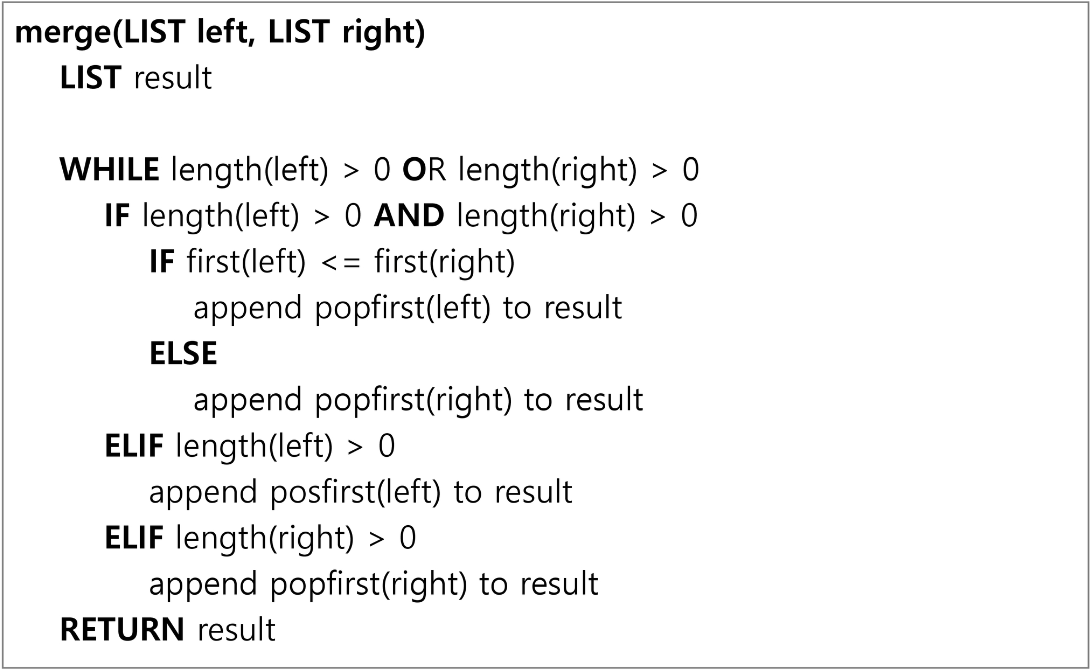 merge(LIST left, LIST right)
LIST result
WHILE length(left) > 0 OR length(right) > 0
IF length(left) > 0 AND length(right) > 0
IF first(left) <= first(right)
append popfirst(left) to result
ELSE
append popfirst(right) to result
ELIF length(left) > 0
append posfirst(left) to result
ELIF length(right) > 0
append popfirst(right) to result
RETURN result